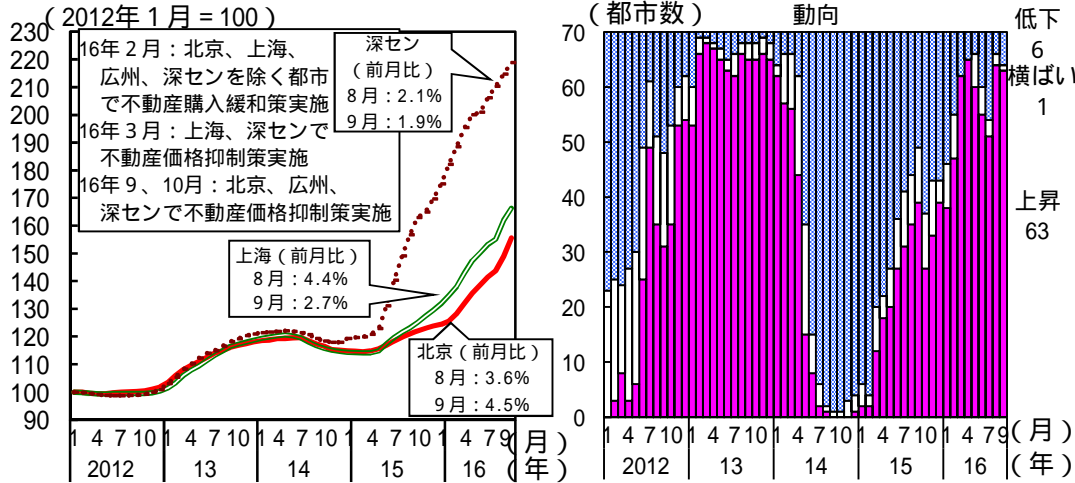 (2012年1月=100)
230
220
210
200
190
180
170
160
150
140
130
120
110
100
90
16年2月:北京、上海、
広州、深センを除く都市
で不動産購入緩和策実施
16年3月:上海、深センで
不動産価格抑制策実施
16年9、10月:北京、広州、
深センで不動産価格抑制策実施
深セン
(前月比)
8月:2.1%
9月:1.9%
上海(前月比)
8月:4.4%
9月:2.7%
北京(前月比)
8月:3.6%
9月:4.5%
1 4 7 10 1 4 7 10 1 4 7 10 1 4 7 10 1 4 7 9 (月)
2012 13 14 15 16 (年)
(都市数) 動向
70
60
50
40
30
20
10
0
低下
6
横ばい
1
上昇
63
1 4 7 10 1 4 7 10 1 4 7 10 1 4 7 10 1 4 7 9 (月)
2012 13 14 15 16 (年)